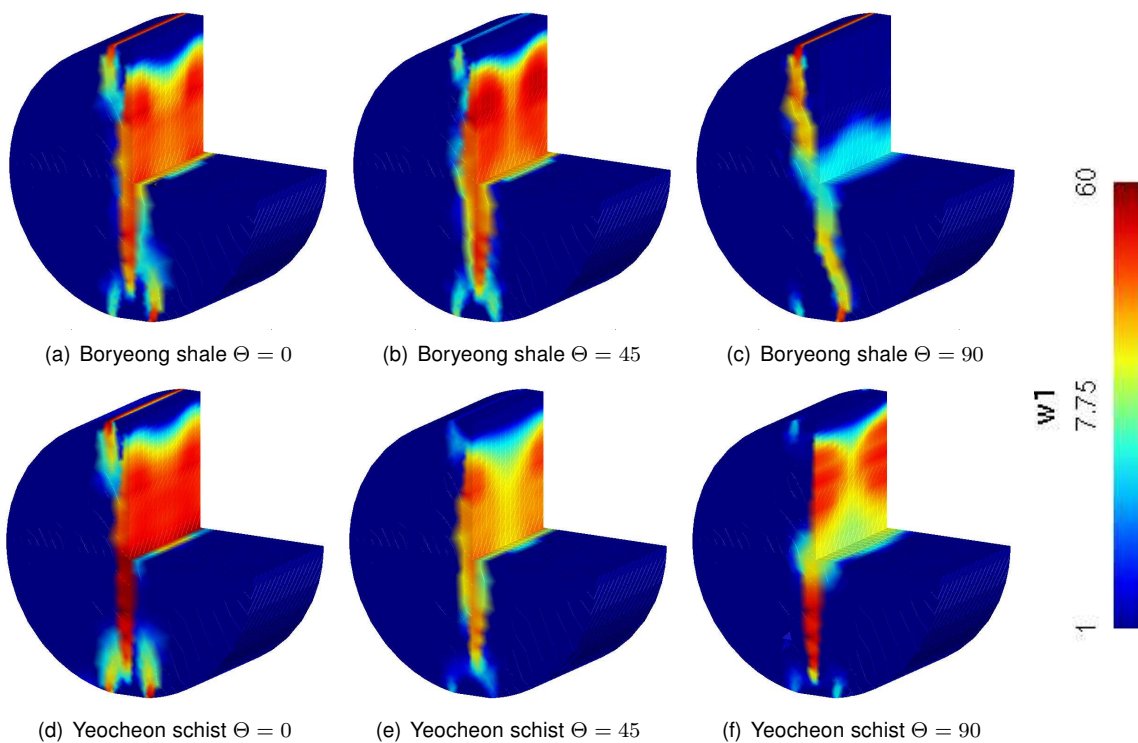 (a) Boryeong shale Θ = 0
(b) Boryeong shale Θ = 45
(c) Boryeong shale Θ = 90
60
w1
7.75
1
(d) Yeocheon schist Θ = 0
(e) Yeocheon schist Θ = 45
(f) Yeocheon schist Θ = 90